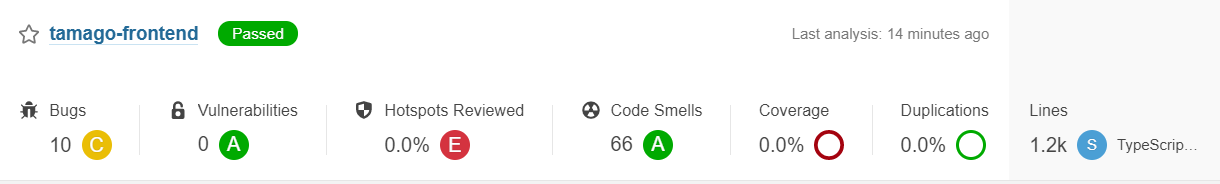 tamago-frontend Passed Last analysis: 14 minutes ago
Bugs Vulnerabilities Hotspots Reviewed Code Smells Coverage Duplications Lines
10 C 0 A 0.0% E 66 A 0.0% 0.0% 1.2k S TypeScrip...